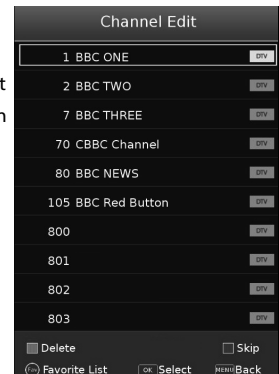 Channel Edit
1 BBC ONE DTV
t
2 BBC TWO DTV
n
7 BBC THREE DTV
70 CBBC Channel DTV
80 BBC NEWS DTV
105 BBC Red Button DTV
800 DTV
801 DTV
802 DTV
803 DTV
Delete Skip
Fav Favorite List OK Select MENU Back